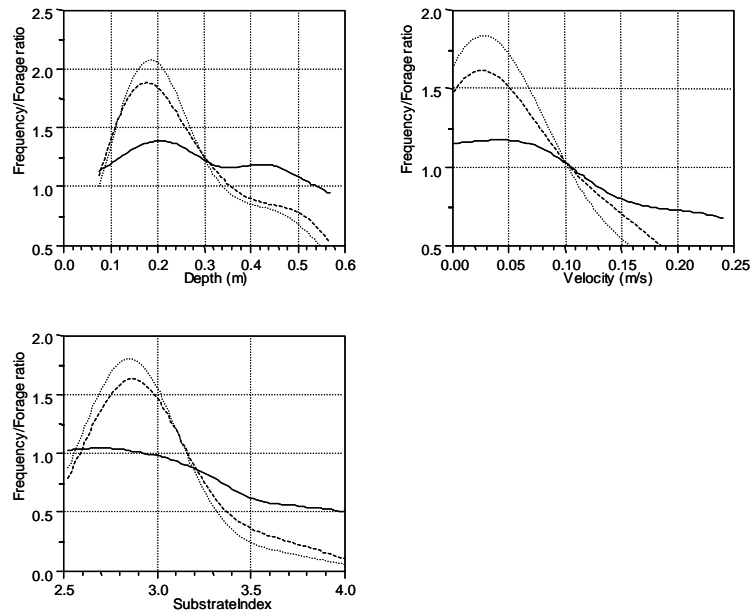 Frequency/Forage ratio
2.5
2.0
1.5
1.0
0.5
0.0 0.1 0.2 0.3 0.4 0.5 0.6
Depth (m)
Frequency/Forage ratio
2.0
1.5
1.0
0.5
0.00 0.05 0.10 0.15 0.20 0.25
Velocity (m/s)
Frequency/Forage ratio
2.0
1.5
1.0
0.5
0.0
2.5 3.0 3.5 4.0
SubstrateIndex